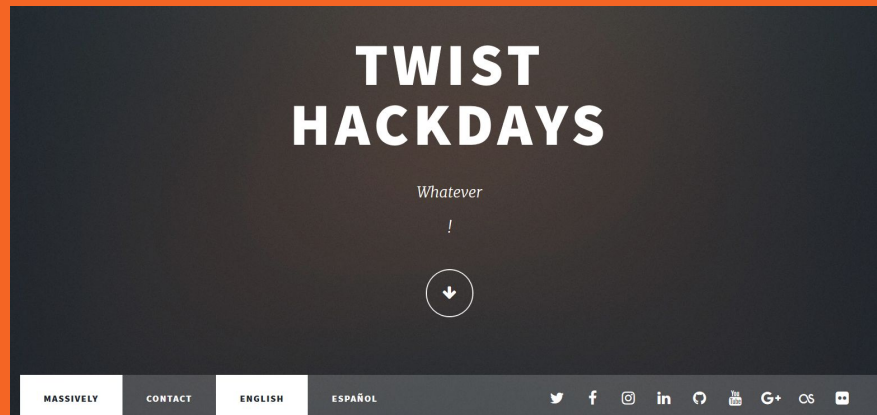 TWIST
HACKDAYS
Whatever
!
MASSIVELY CONTACT ENGLISH ESPAÑOL